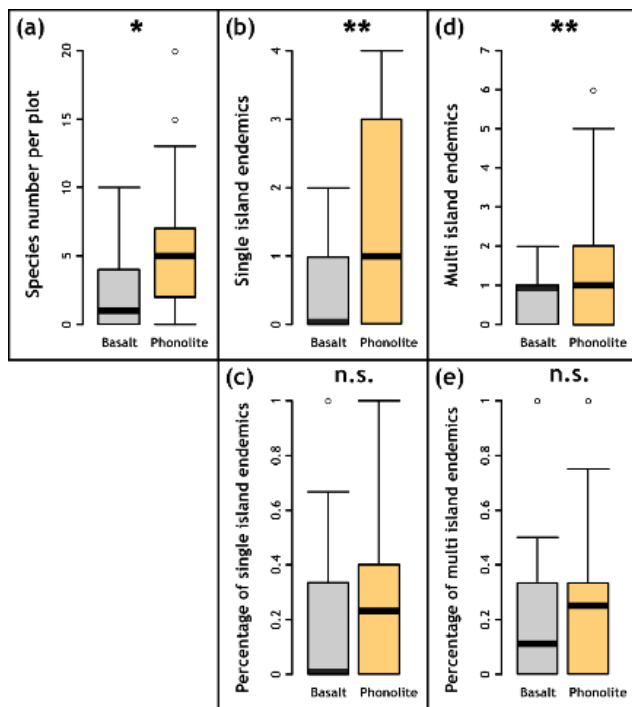 (a)
*
Species number per plot
20
15
10
5
0
Basalt Phonolite
(b)
**
Single island endemics
4
3
2
1
0
Basalt Phonolite
(d)
**
Multi island endemics
7
6
5
4
3
2
1
0
Basalt Phonolite
(c)
n.s.
Percentage of single island endemics
1
0.8
0.6
0.4
0.2
0
Basalt Phonolite
(e)
n.s.
Percentage of multi island endemics
1
0.8
0.6
0.4
0.2
0
Basalt Phonolite